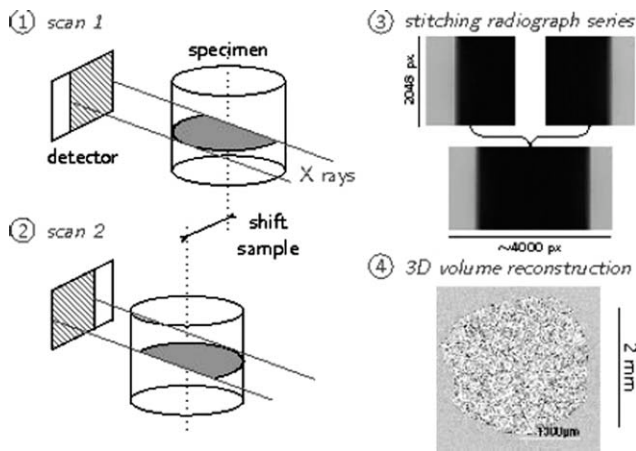 ① scan 1
specimen
detector
X rays
② scan 2
shift
sample
③ stitching radiograph series
2048 px
~4000 px
④ 3D volume reconstruction
2 mm